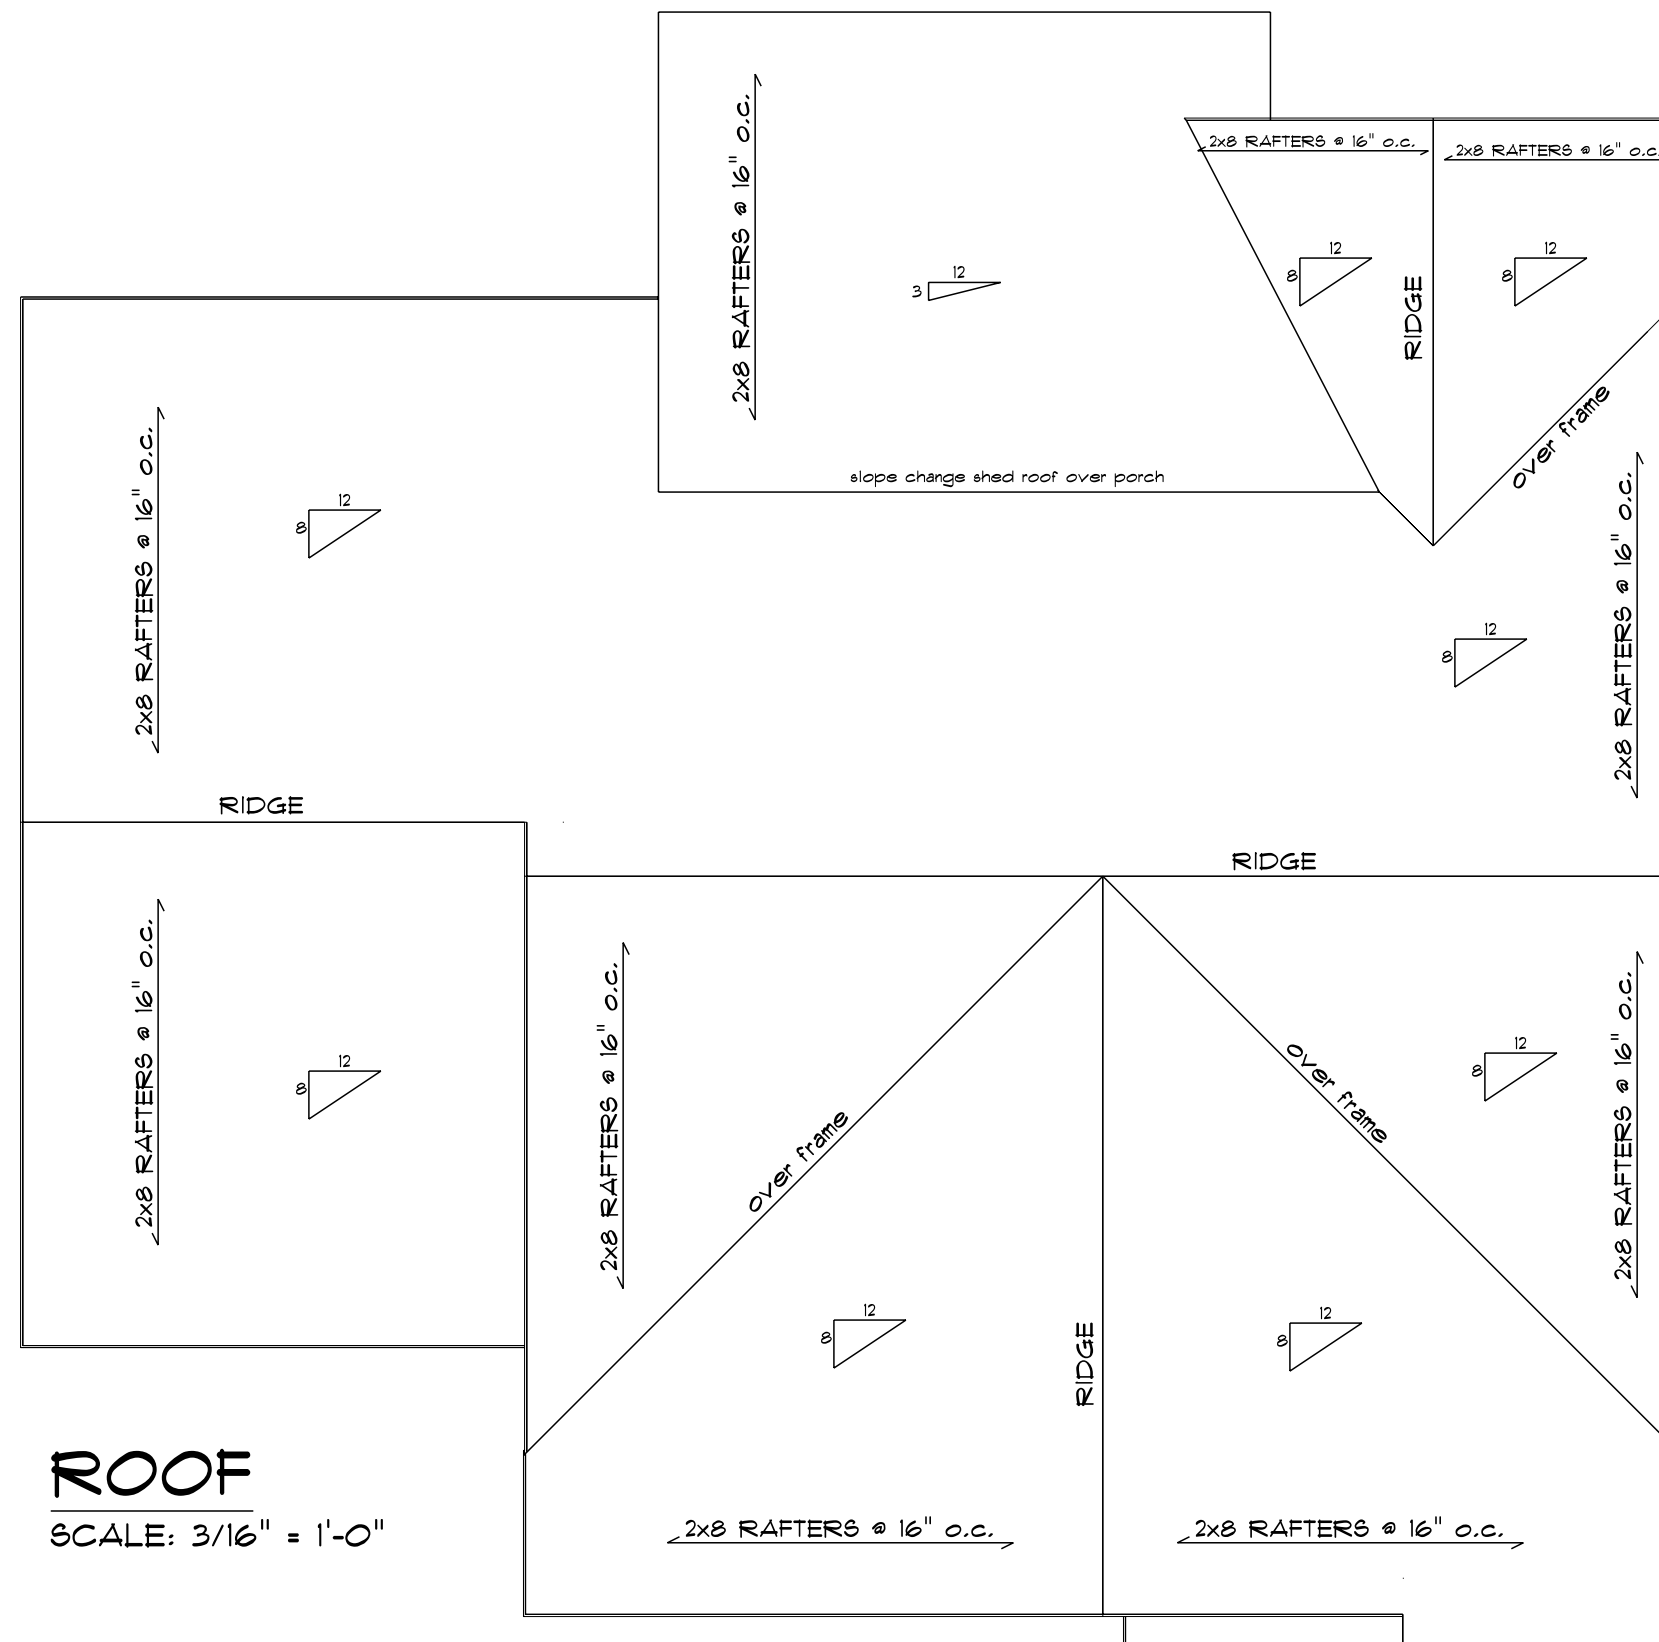 2x8 RAFTERS @ 16" o.c.
2x8 RAFTERS @ 16" o.c.
2x8 RAFTERS @ 16" o.c.
12
8
12
8
12
3
RIDGE
over frame
slope change shed roof over porch
2x8 RAFTERS @ 16" o.c.
12
8
2x8 RAFTERS @ 16" o.c.
12
8
RIDGE
RIDGE
2x8 RAFTERS @ 16" o.c.
12
8
2x8 RAFTERS @ 16" o.c.
over frame
over frame
12
8
2x8 RAFTERS @ 16" o.c.
12
8
RIDGE
12
8
ROOF
SCALE: 3/16" = 1'-0"
2x8 RAFTERS @ 16" o.c.
2x8 RAFTERS @ 16" o.c.